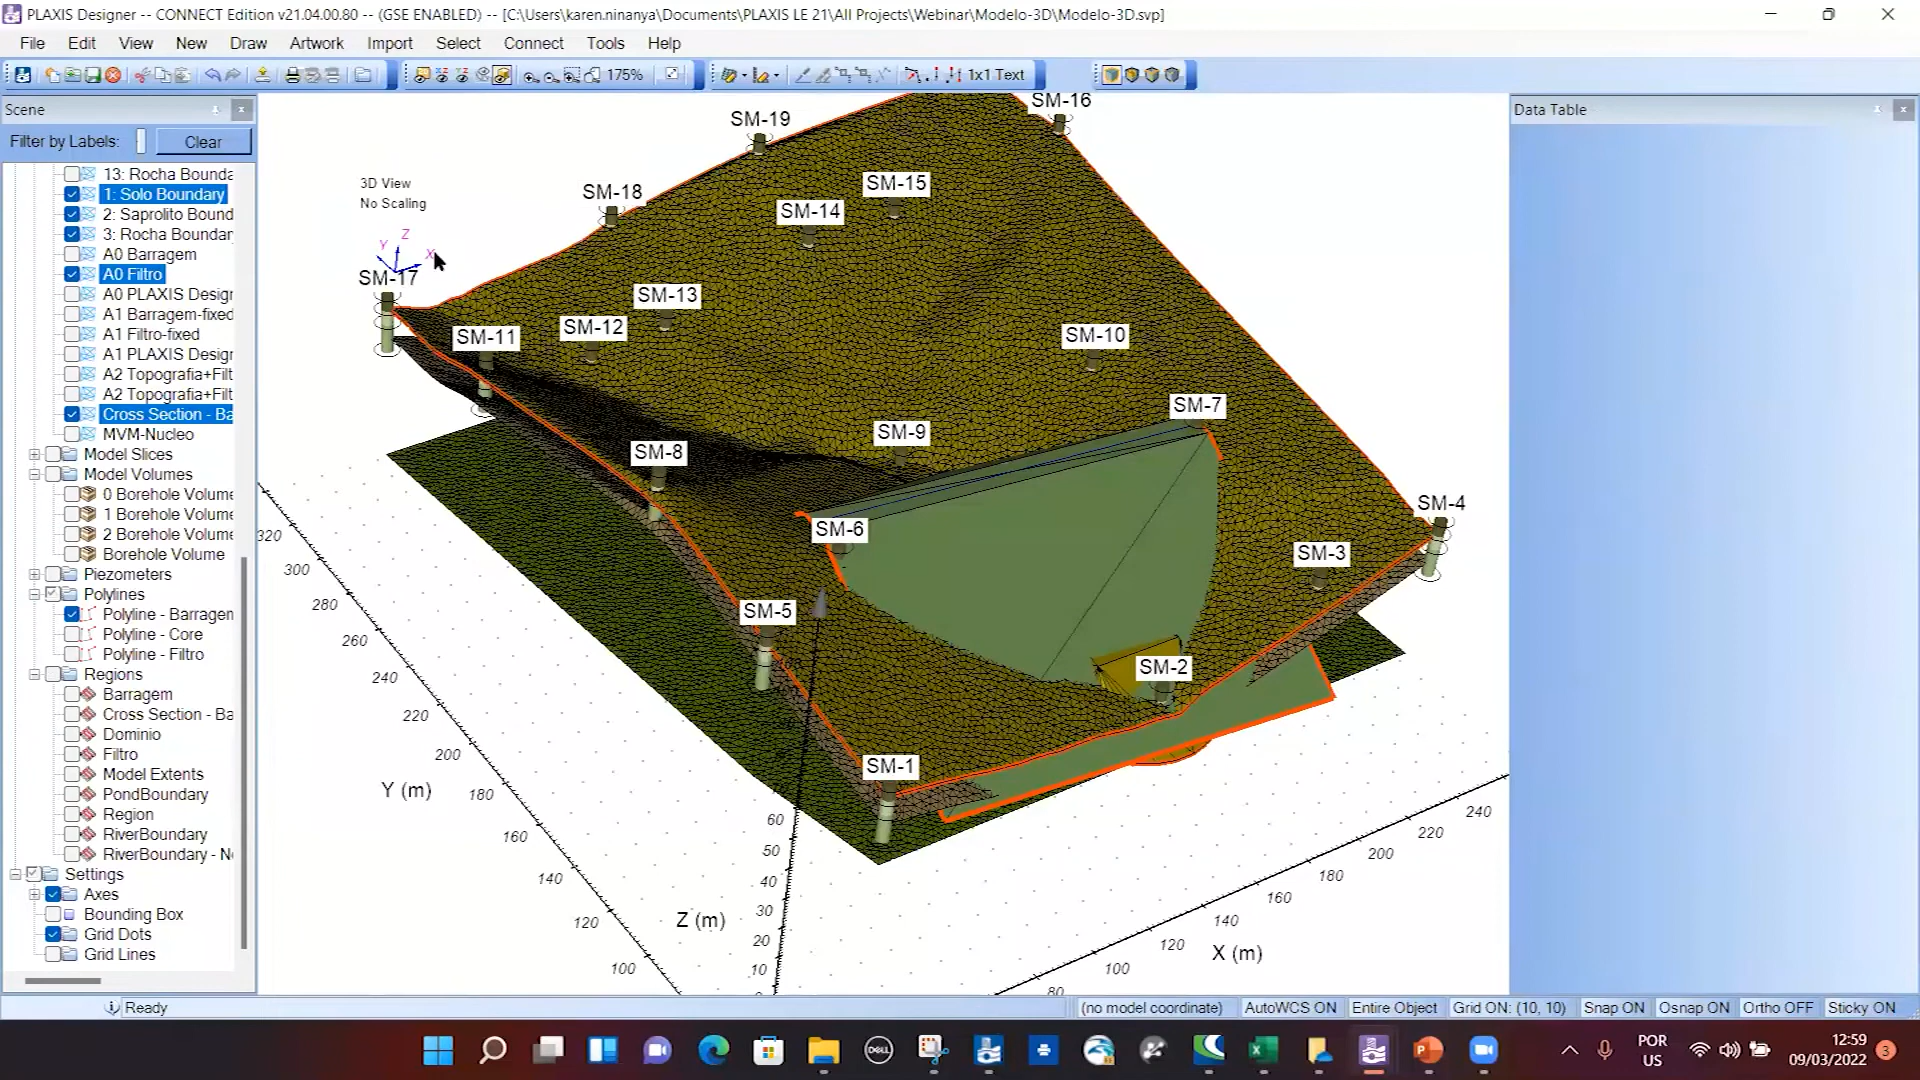 PLAXIS Designer -- CONNECT Edition v21.04.00.80 -- (GSE ENABLED) -- [C:\Users\karen.ninanya\Documents\PLAXIS LE 21\All Projects\Webinar\Modelo-3D\Modelo-3D.svp]
File Edit View New Draw Artwork Import Select Connect Tools Help
175%
1x1 Text
Scene
Filter by Labels:
Clear
13: Rocha Bounda
1: Solo Boundary
2: Saprolito Bound
3: Rocha Boundar
A0 Barragem
A0 Filtro
A0 PLAXIS Desigr
A1 Barragem-fixed
A1 Filtro-fixed
A1 PLAXIS Desigr
A2 Topografia+Filt
A2 Topografia+Filt
Cross Section - Ba
MVM-Nucleo
Model Slices
Model Volumes
0 Borehole Volume
1 Borehole Volume
2 Borehole Volume
Borehole Volume
Piezometers
Polylines
Polyline - Barragen
Polyline - Core
Polyline - Filtro
Regions
Barragem
Cross Section - Ba
Dominio
Filtro
Model Extents
PondBoundary
Region
RiverBoundary
RiverBoundary - N
Settings
Axes
Bounding Box
Grid Dots
Grid Lines
3D View
No Scaling
Y Z X
SM-16
SM-19
SM-15
SM-18
SM-14
SM-17
SM-13
SM-12
SM-11
SM-10
SM-7
SM-9
SM-8
SM-4
SM-6
SM-3
SM-5
SM-2
SM-1
320
300
280
260
240
220
200
180
160
140
120
100
Y (m)
60
50
40
30
20
10
Z (m)
240
220
200
180
160
140
120
100
80
X (m)
Data Table
Ready
(no model coordinate) AutoWCS ON Entire Object Grid ON: (10, 10) Snap ON Osnap ON Ortho OFF Sticky ON
DELL
POR
US
12:59
09/03/2022
3